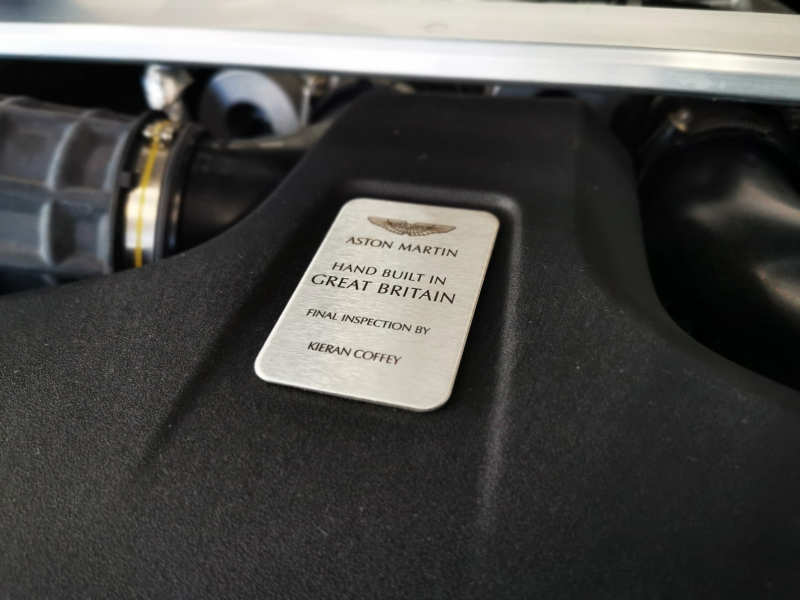 ASTON MARTIN
HAND BUILT IN
GREAT BRITAIN
FINAL INSPECTION BY
KIERAN COFFEY